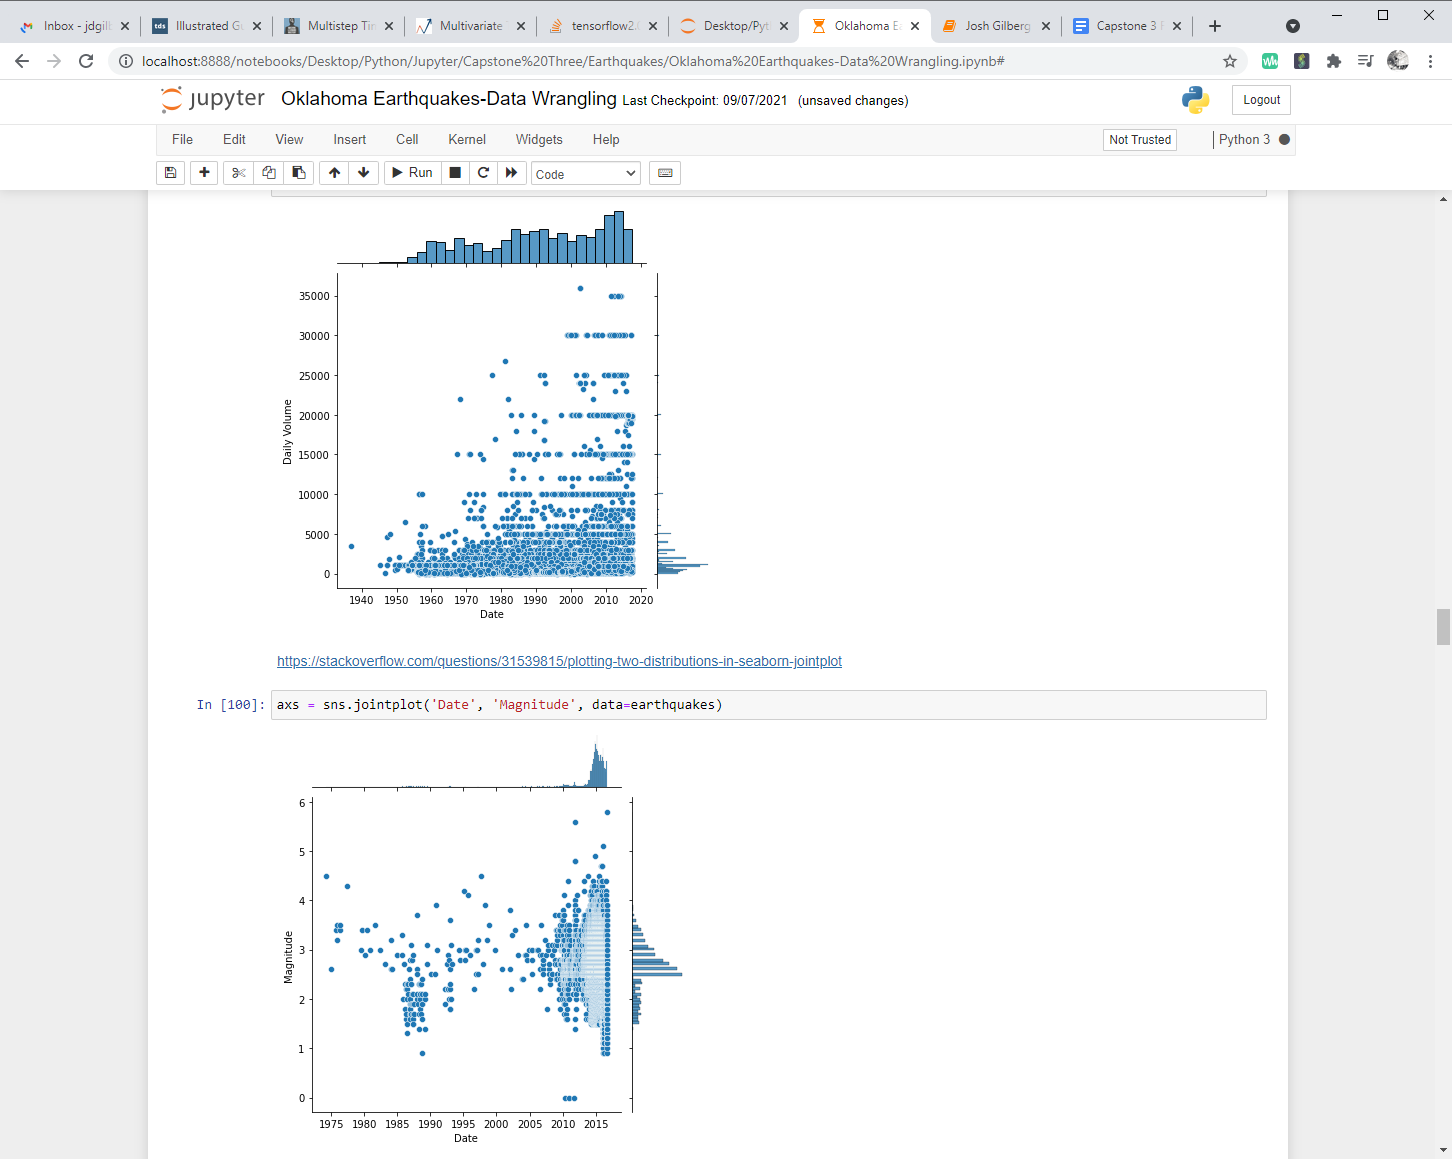 Inbox - jdgilb
Illustrated Gu
Multistep Tim
Multivariate T
tensorflow2.0
Desktop/Pyt
Oklahoma Ea
Josh Gilberg
Capstone 3 P
localhost:8888/notebooks/Desktop/Python/Jupyter/Capstone%20Three/Earthquakes/Oklahoma%20Earthquakes-Data%20Wrangling.ipynb#
jupyter Oklahoma Earthquakes-Data Wrangling Last Checkpoint: 09/07/2021 (unsaved changes)
Logout
File Edit View Insert Cell Kernel Widgets Help
Not Trusted
Python 3
Run
Code
35000
30000
25000
20000
15000
10000
5000
0
Daily Volume
1940 1950 1960 1970 1980 1990 2000 2010 2020
Date
https://stackoverflow.com/questions/31539815/plotting-two-distributions-in-seaborn-jointplot
In [100]: axs = sns.jointplot('Date', 'Magnitude', data=earthquakes)
6
5
4
3
2
1
0
Magnitude
1975 1980 1985 1990 1995 2000 2005 2010 2015
Date